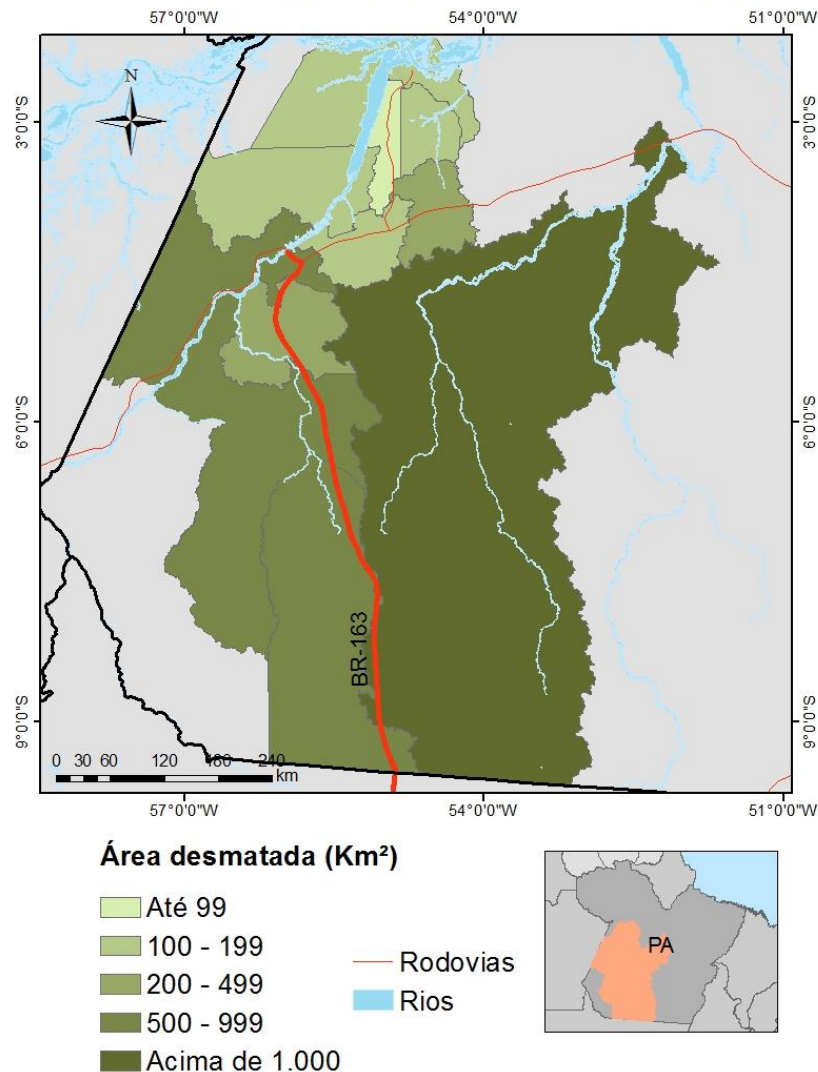 57°0'0"W 54°0'0"W 51°0'0"W
N
3°0'0"S 3°0'0"S
6°0'0"S 6°0'0"S
BR-163
9°0'0"S 9°0'0"S
0 30 60 120 180 240
km
57°0'0"W 54°0'0"W 51°0'0"W
Área desmatada (Km²)
Até 99
100 - 199
200 - 499
500 - 999
Acima de 1.000
Rodovias
Rios
PA